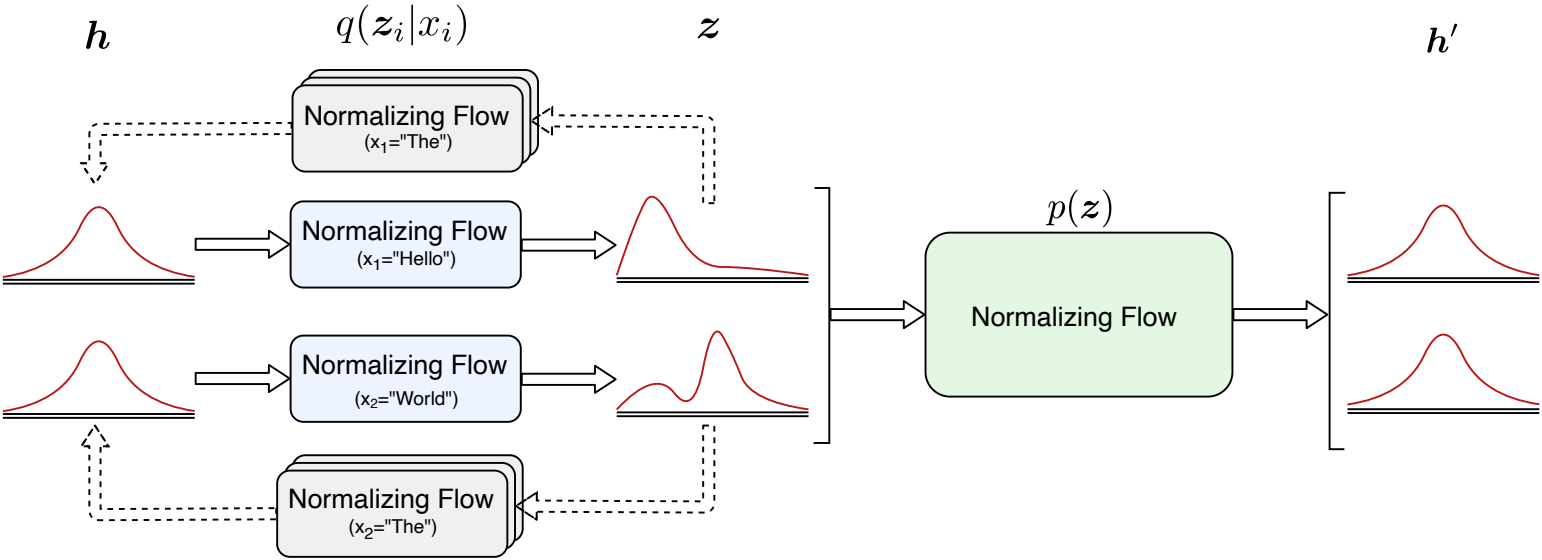 h
q(z_i|x_i)
z
h′
Normalizing Flow
(x₁="The")
Normalizing Flow
(x₁="Hello")
p(z)
Normalizing Flow
Normalizing Flow
(x₂="World")
Normalizing Flow
(x₂="The")